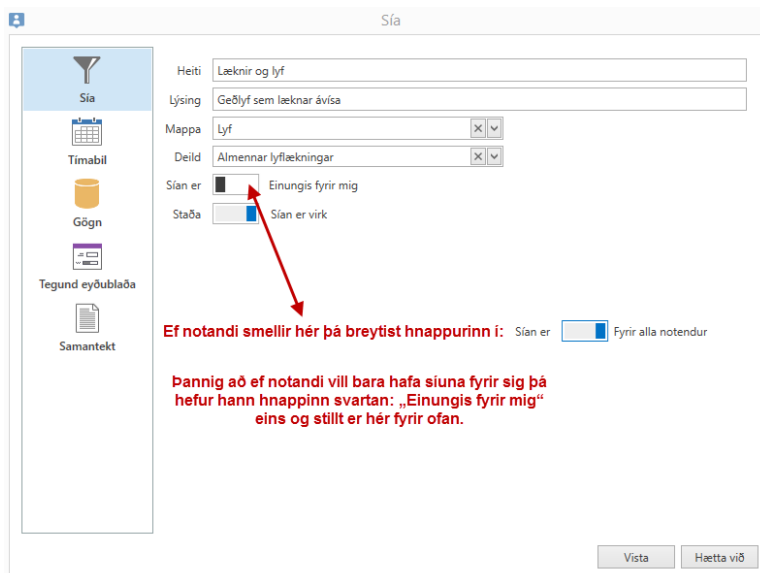 Sía
Sía
Tímabil
Gögn
Tegund eyðublaða
Samantekt
Heiti Læknir og lyf
Lýsing Geðlyf sem læknar ávísa
Mappa Lyf
Deild Almennar lyflækningar
Sían er Einungis fyrir mig
Staða Sían er virk
Ef notandi smellir hér þá breytist hnappurinn í: Sían er Fyrir alla notendur
Þannig að ef notandi vill bara hafa síuna fyrir sig þá
hefur hann hnappinn svartan: „Einungis fyrir mig“
eins og stillt er hér fyrir ofan.
Vista Hætta við